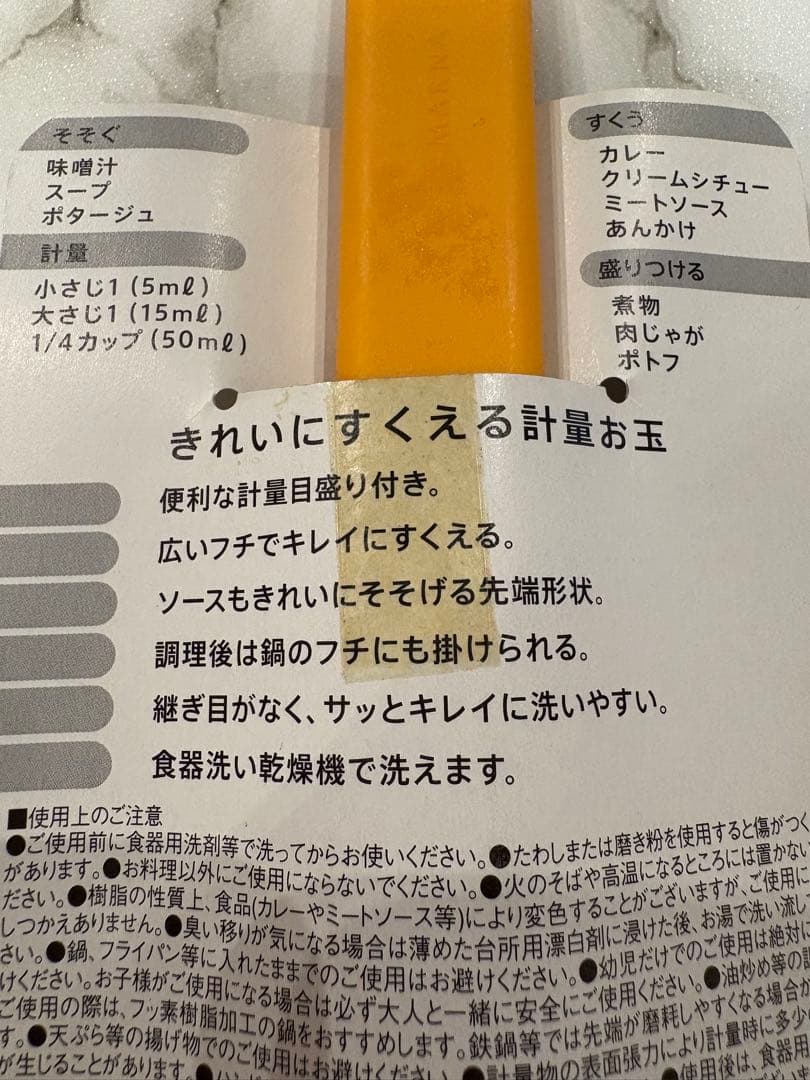 MARNA
そそぐ
味噌汁
スープ
ポタージュ
計量
小さじ1(5mℓ)
大さじ1(15mℓ)
1/4カップ(50mℓ)
すくう
カレー
クリームシチュー
ミートソース
あんかけ
盛りつける
煮物
肉じゃが
ポトフ
きれいにすくえる計量お玉
便利な計量目盛り付き。
広いフチでキレイにすくえる。
ソースもきれいにそそげる先端形状。
調理後は鍋のフチにも掛けられる。
継ぎ目がなく、サッとキレイに洗いやすい。
食器洗い乾燥機で洗えます。
■使用上のご注意
●ご使用前に食器用洗剤等で洗ってからお使いください。●たわしまたは磨き粉を使用すると傷がつく
があります。●お料理以外にご使用にならないでください。●火のそばや高温になるところには置かない
ださい。●樹脂の性質上、食品(カレーやミートソース等)により変色することがございますが、ご使用に
しつかえありません。●臭い移りが気になる場合は薄めた台所用漂白剤に浸けた後、お湯で洗い流し
さい。●鍋、フライパン等に入れたままでのご使用はお避けください。●幼児だけでのご使用は絶対に
けください。お子様がご使用になる場合は必ず大人と一緒に安全にご使用ください。●油炒め等の調
ご使用の際は、フッ素樹脂加工の鍋をおすすめします。鉄鍋等では先端が磨耗しやすくなる場合が
す。●天ぷら等の揚げ物でのご使用はお避けください。●計量物の表面張力により計量時に多少の
が生じることがあります。●ハン ●使用後は、食器用